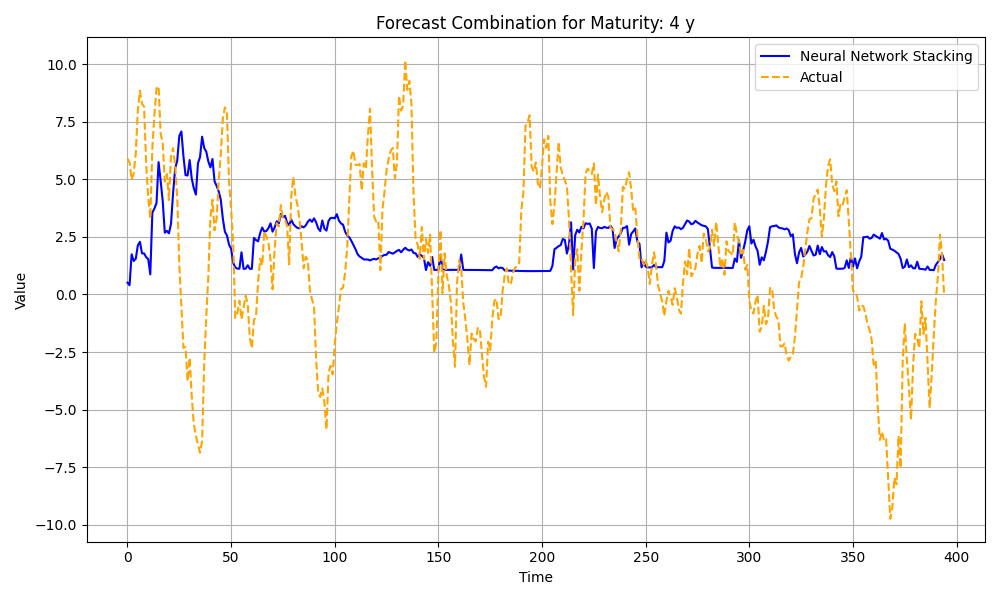 Forecast Combination for Maturity: 4 y
Neural Network Stacking
Actual
Value
10.0
7.5
5.0
2.5
0.0
−2.5
−5.0
−7.5
−10.0
0 50 100 150 200 250 300 350 400
Time